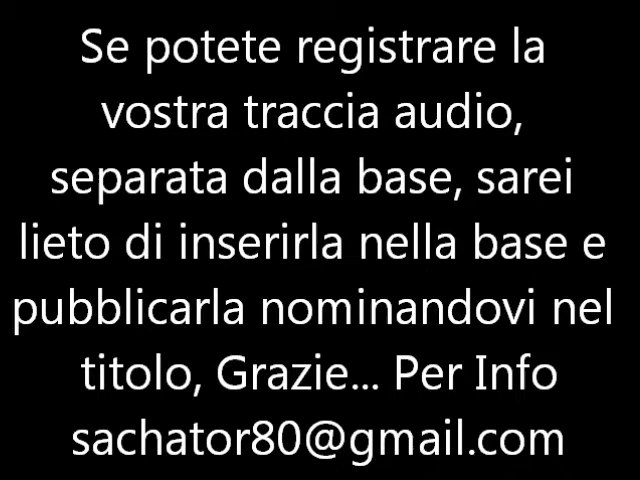 Se potete registrare la
vostra traccia audio,
separata dalla base, sarei
lieto di inserirla nella base e
pubblicarla nominandovi nel
titolo, Grazie... Per Info
sachator80@gmail.com